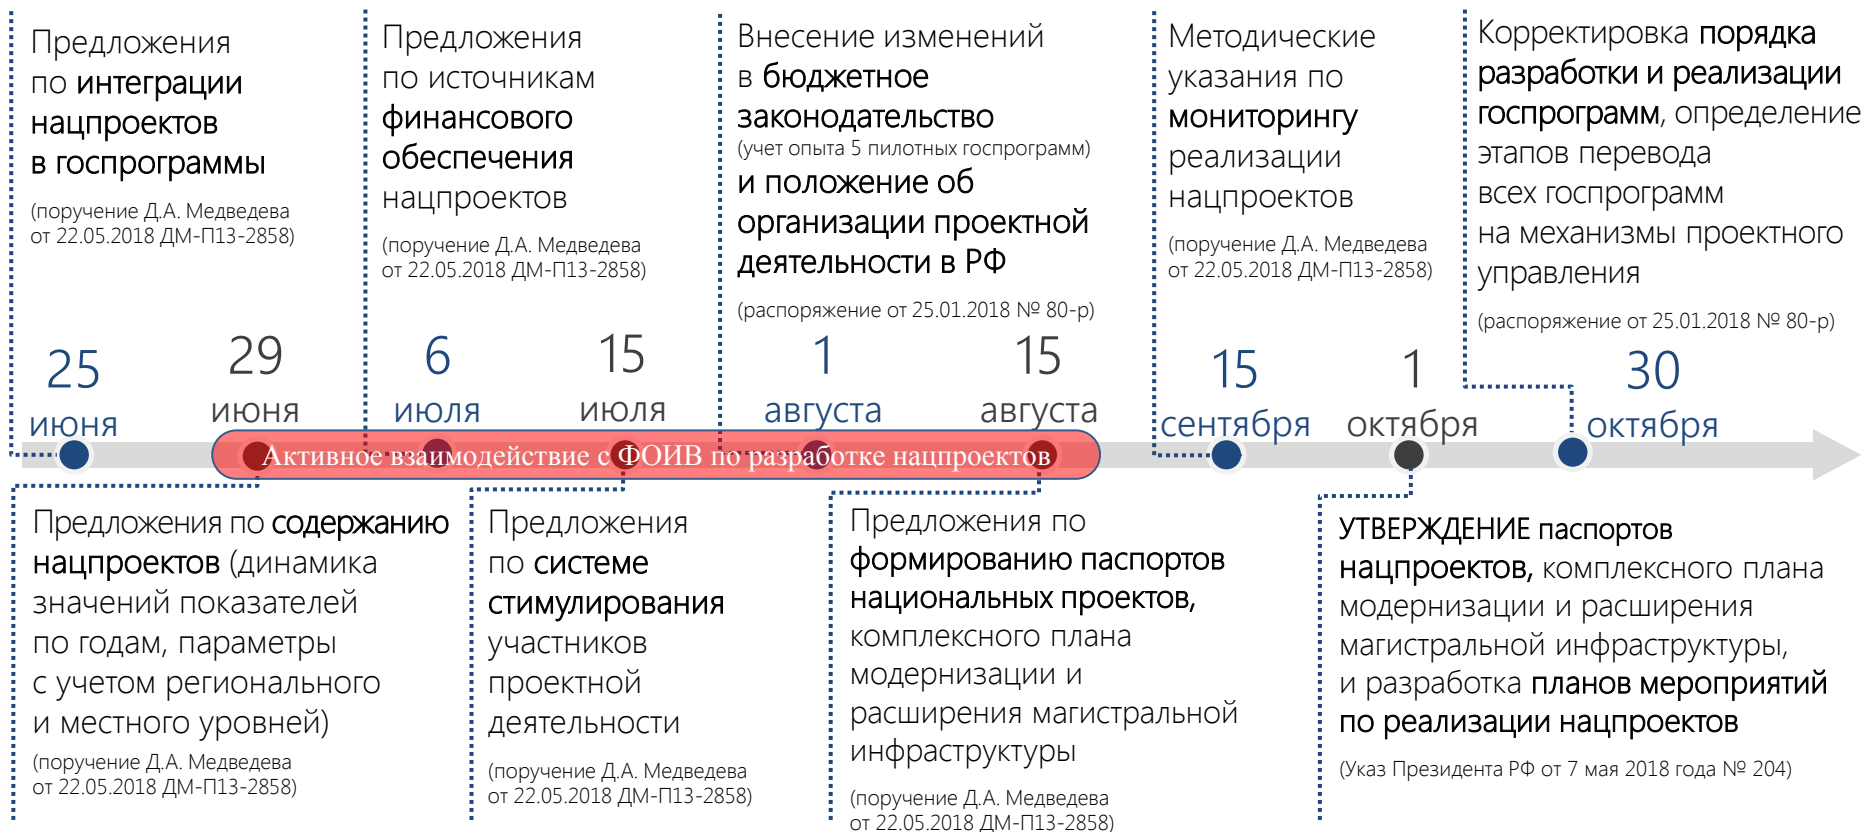 Предложения
по интеграции
нацпроектов
в госпрограммы
(поручение Д.А. Медведева
от 22.05.2018 ДМ-П13-2858)
Предложения
по источникам
финансового
обеспечения
нацпроектов
(поручение Д.А. Медведева
от 22.05.2018 ДМ-П13-2858)
Внесение изменений
в бюджетное
законодательство
(учет опыта 5 пилотных госпрограмм)
и положение об
организации проектной
деятельности в РФ
(распоряжение от 25.01.2018 № 80-р)
Методические
указания по
мониторингу
реализации
нацпроектов
(поручение Д.А. Медведева
от 22.05.2018 ДМ-П13-2858)
Корректировка порядка
разработки и реализации
госпрограмм, определение
этапов перевода
всех госпрограмм
на механизмы проектного
управления
(распоряжение от 25.01.2018 № 80-р)
25
июня
29
июня
6
июля
15
июля
1
августа
15
августа
15
сентября
1
октября
30
октября
Активное взаимодействие с ФОИВ по разработке нацпроектов
Предложения по содержанию
нацпроектов (динамика
значений показателей
по годам, параметры
с учетом регионального
и местного уровней)
(поручение Д.А. Медведева
от 22.05.2018 ДМ-П13-2858)
Предложения
по системе
стимулирования
участников
проектной
деятельности
(поручение Д.А. Медведева
от 22.05.2018 ДМ-П13-2858)
Предложения по
формированию паспортов
национальных проектов,
комплексного плана
модернизации и
расширения магистральной
инфраструктуры
(поручение Д.А. Медведева
от 22.05.2018 ДМ-П13-2858)
УТВЕРЖДЕНИЕ паспортов
нацпроектов, комплексного плана
модернизации и расширения
магистральной инфраструктуры,
и разработка планов мероприятий
по реализации нацпроектов
(Указ Президента РФ от 7 мая 2018 года № 204)